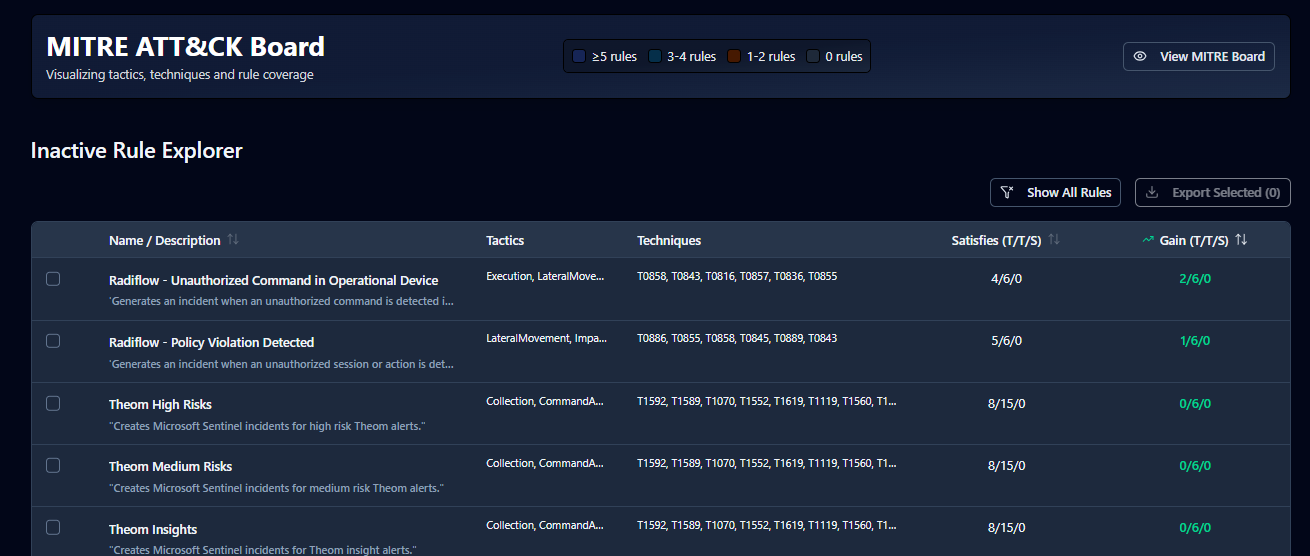 MITRE ATT&CK Board
Visualizing tactics, techniques and rule coverage
≥5 rules 3-4 rules 1-2 rules 0 rules
View MITRE Board
Inactive Rule Explorer
Show All Rules Export Selected (0)
Name / Description Tactics Techniques Satisfies (T/T/S) Gain (T/T/S)
Radiflow - Unauthorized Command in Operational Device Execution, LateralMove... T0858, T0843, T0816, T0857, T0836, T0855 4/6/0 2/6/0
'Generates an incident when an unauthorized command is detected i...
Radiflow - Policy Violation Detected LateralMovement, Impa... T0886, T0855, T0858, T0845, T0889, T0843 5/6/0 1/6/0
'Generates an incident when an unauthorized session or action is det...
Theom High Risks Collection, CommandA... T1592, T1589, T1070, T1552, T1619, T1119, T1560, T1... 8/15/0 0/6/0
"Creates Microsoft Sentinel incidents for high risk Theom alerts."
Theom Medium Risks Collection, CommandA... T1592, T1589, T1070, T1552, T1619, T1119, T1560, T1... 8/15/0 0/6/0
"Creates Microsoft Sentinel incidents for medium risk Theom alerts."
Theom Insights Collection, CommandA... T1592, T1589, T1070, T1552, T1619, T1119, T1560, T1... 8/15/0 0/6/0
"Creates Microsoft Sentinel incidents for Theom insight alerts."